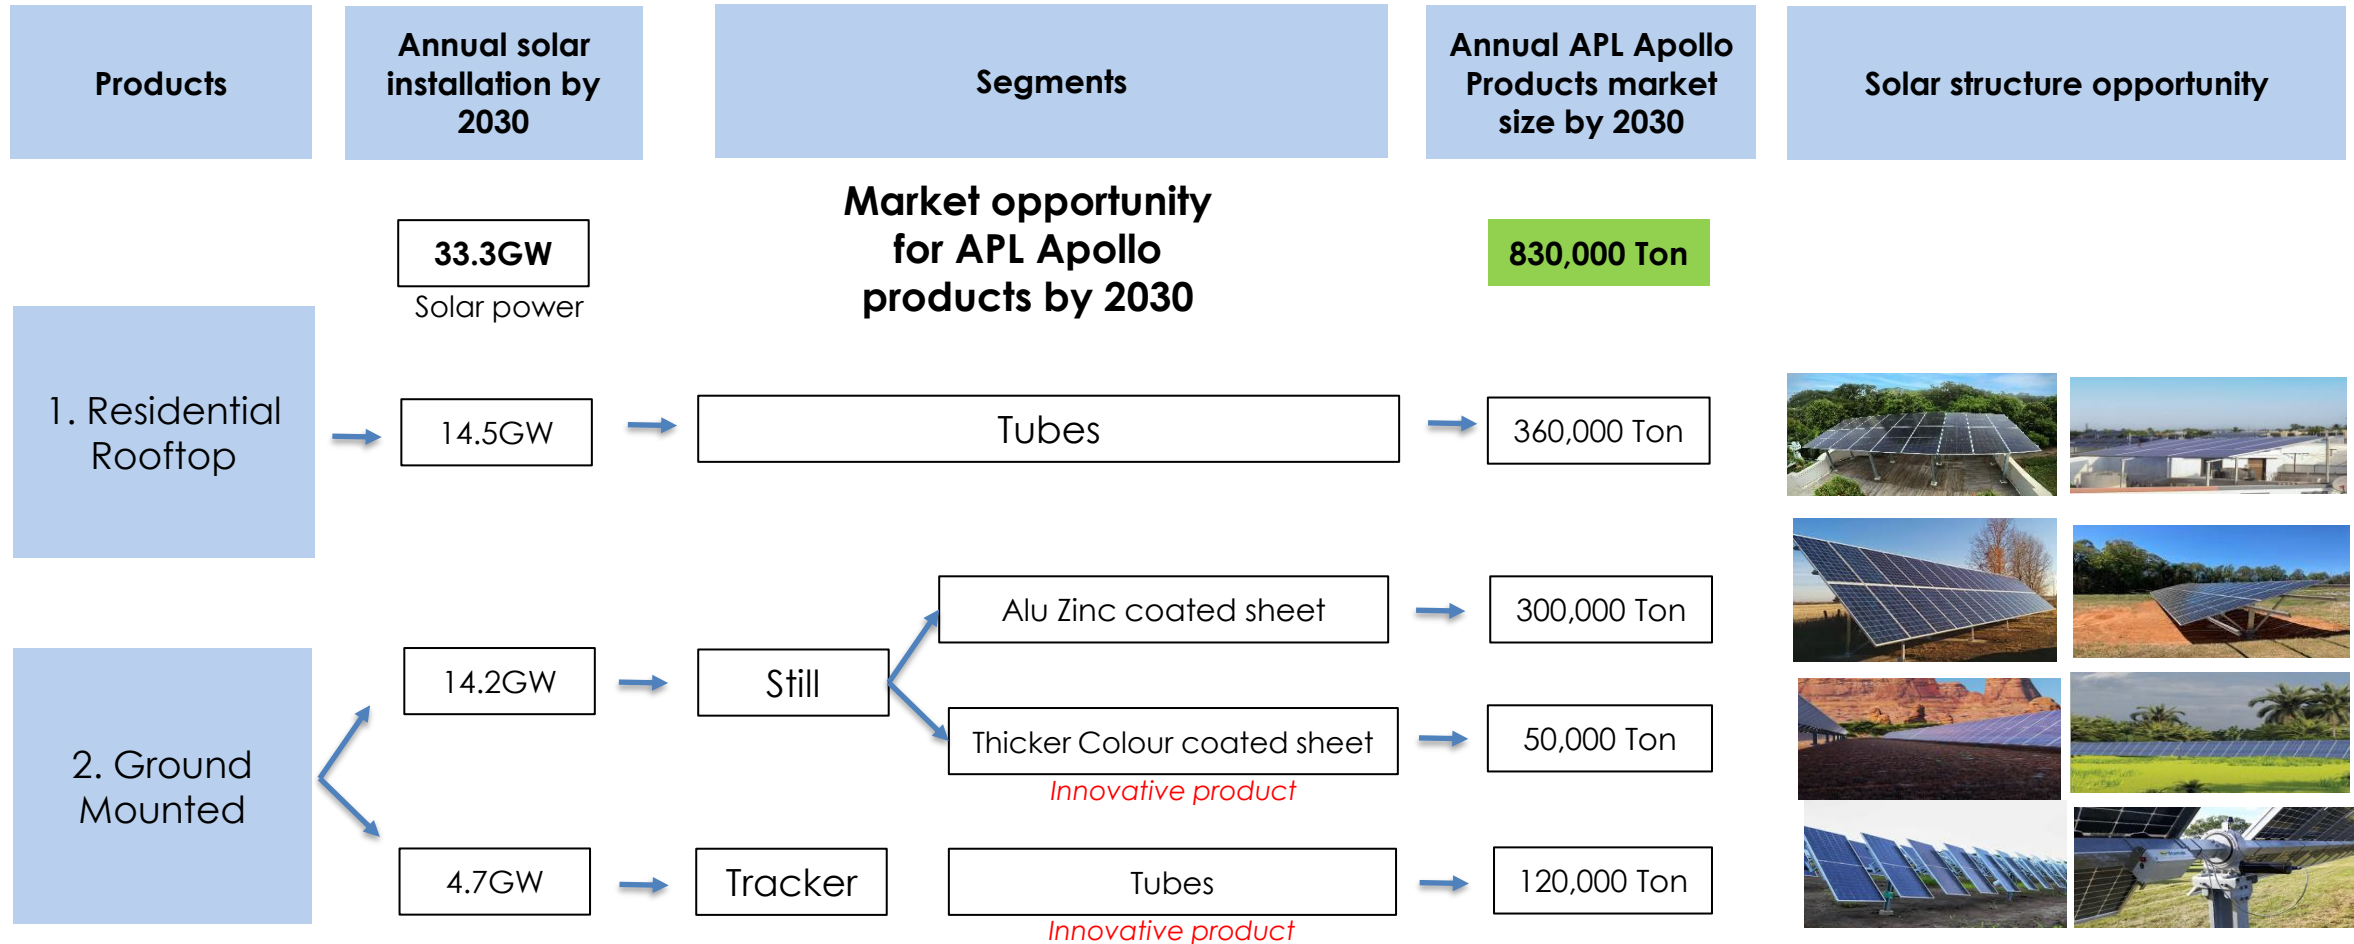 Products
Annual solar
installation by
2030
Segments
Annual APL Apollo
Products market
size by 2030
Solar structure opportunity
33.3GW
Solar power
Market opportunity
for APL Apollo
products by 2030
830,000 Ton
1. Residential
Rooftop
14.5GW
Tubes
360,000 Ton
2. Ground
Mounted
14.2GW
Still
Alu Zinc coated sheet
300,000 Ton
Thicker Colour coated sheet
Innovative product
50,000 Ton
4.7GW
Tracker
Tubes
Innovative product
120,000 Ton